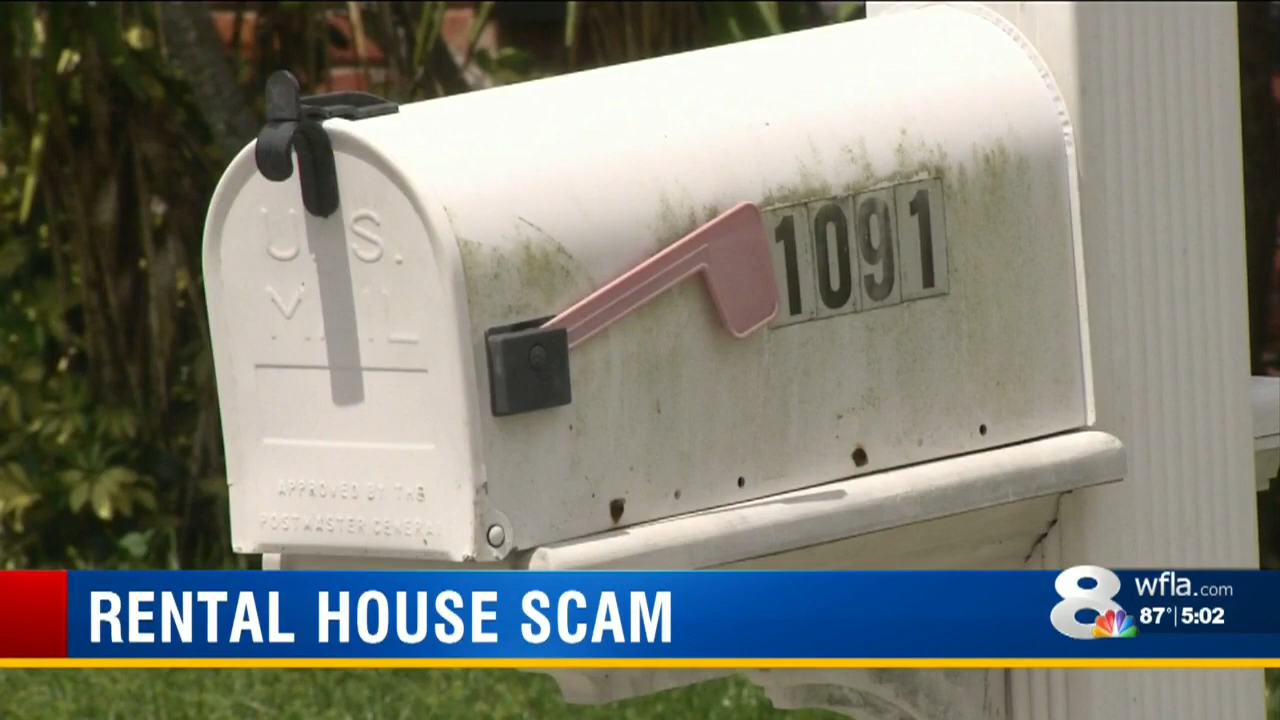 U.S.
MAIL
APPROVED BY THE
POSTMASTER GENERAL
1091
RENTAL HOUSE SCAM
8
wfla.com
87° | 5:02